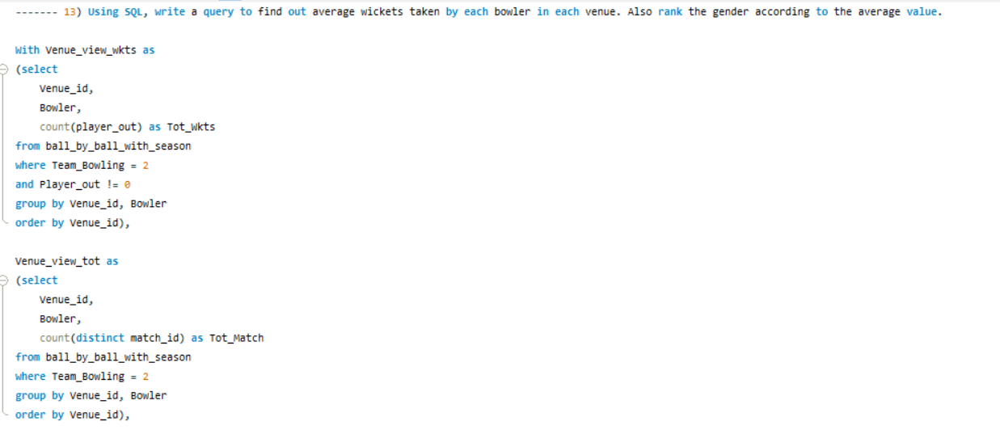 ------- 13) Using SQL, write a query to find out average wickets taken by each bowler in each venue. Also rank the gender according to the average value.
With Venue_view_wkts as
(select
Venue_id,
Bowler,
count(player_out) as Tot_Wkts
from ball_by_ball_with_season
where Team_Bowling = 2
and Player_out != 0
group by Venue_id, Bowler
order by Venue_id),
Venue_view_tot as
(select
Venue_id,
Bowler,
count(distinct match_id) as Tot_Match
from ball_by_ball_with_season
where Team_Bowling = 2
group by Venue_id, Bowler
order by Venue_id),